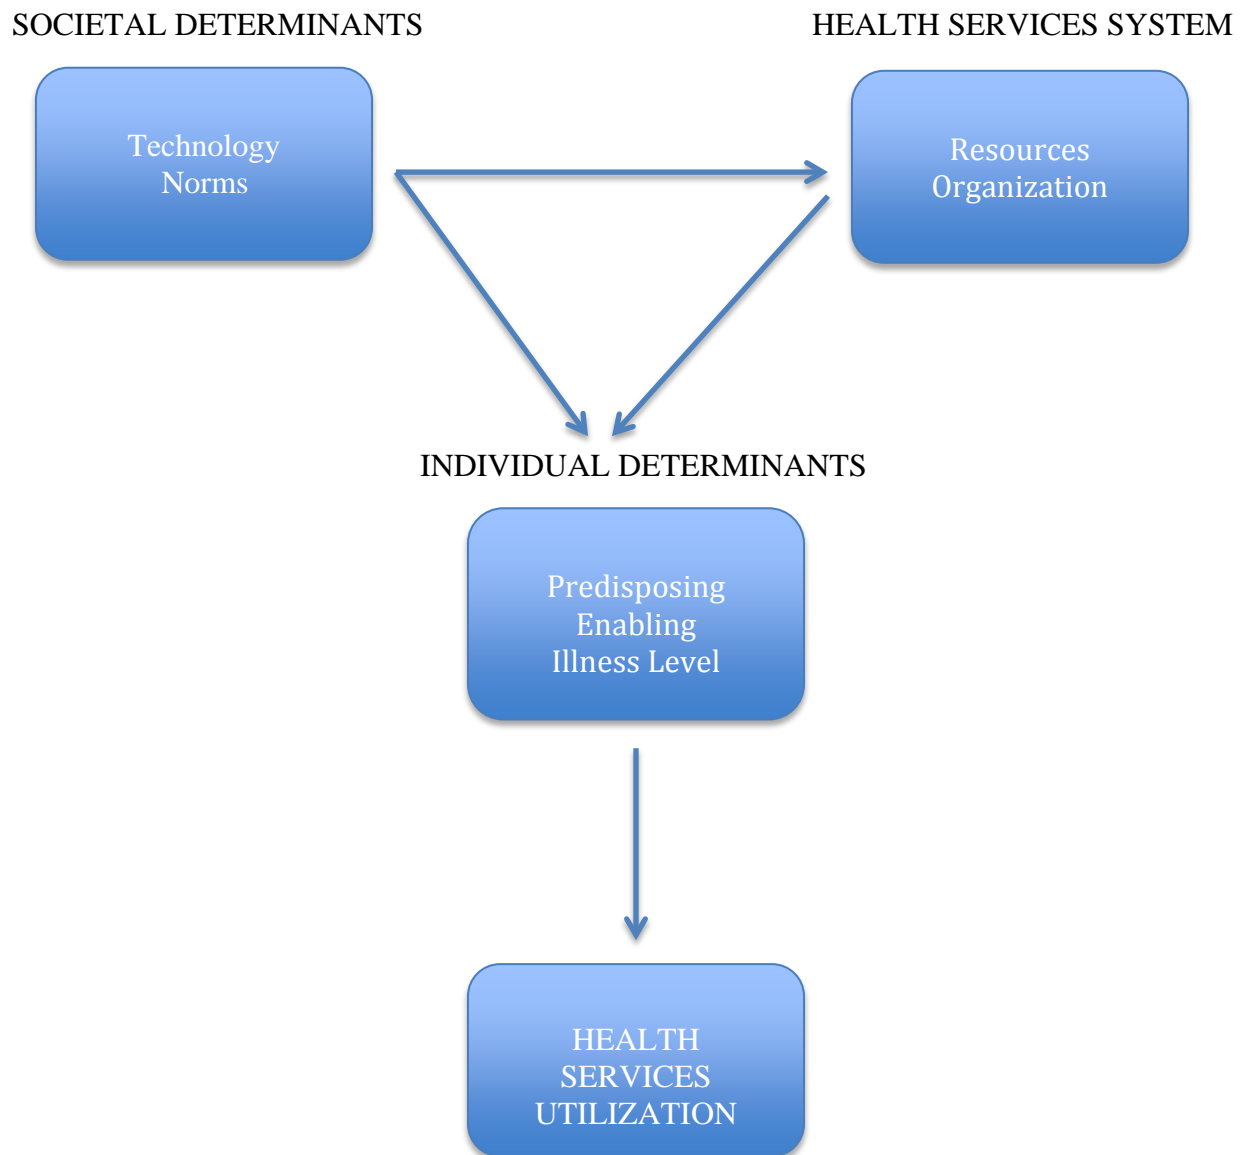 SOCIETAL DETERMINANTS
HEALTH SERVICES SYSTEM
Technology
Norms
Resources
Organization
INDIVIDUAL DETERMINANTS
Predisposing
Enabling
Illness Level
HEALTH
SERVICES
UTILIZATION